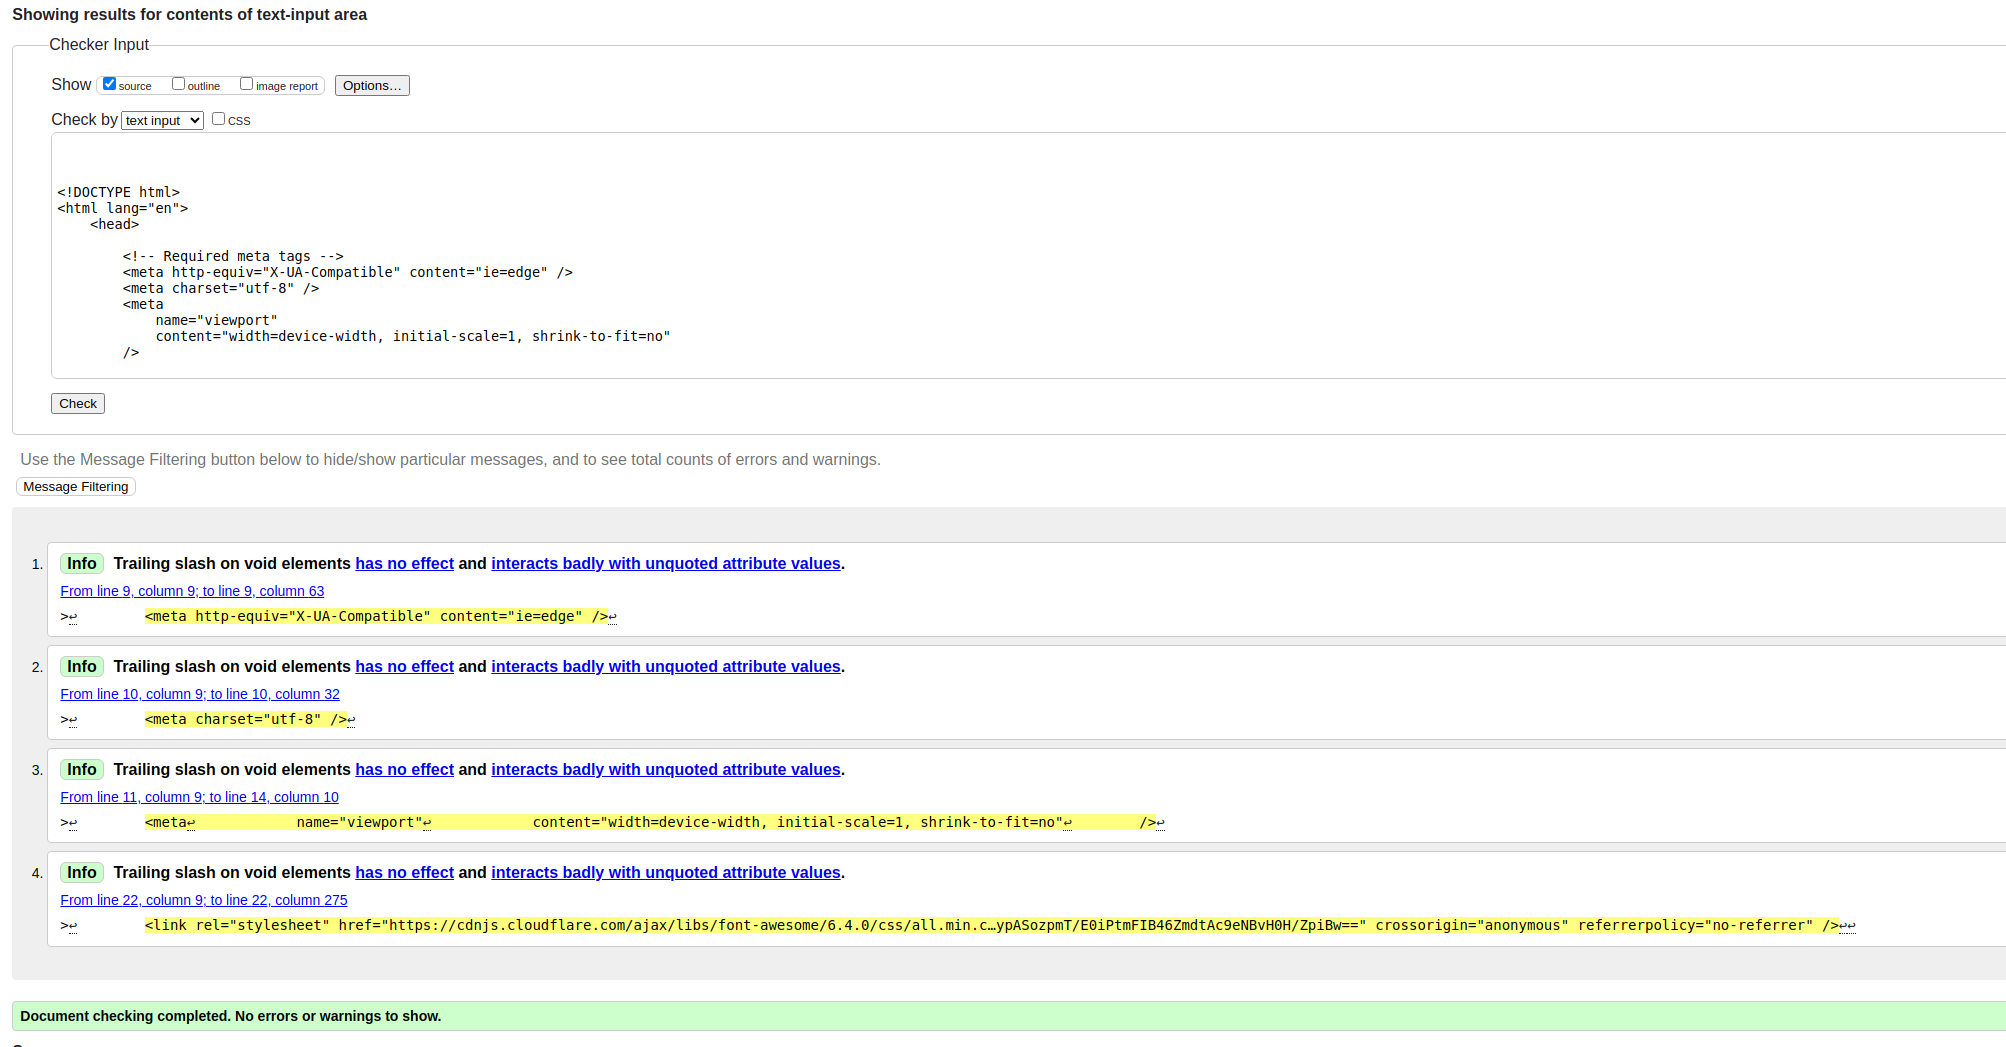 Showing results for contents of text-input area
Checker Input
Show source outline image report Options…
Check by text input CSS
<!DOCTYPE html>
<html lang="en">
    <head>
        <!-- Required meta tags -->
        <meta http-equiv="X-UA-Compatible" content="ie=edge" />
        <meta charset="utf-8" />
        <meta
            name="viewport"
            content="width=device-width, initial-scale=1, shrink-to-fit=no"
        />
Check
Use the Message Filtering button below to hide/show particular messages, and to see total counts of errors and warnings.
Message Filtering
1. Info Trailing slash on void elements has no effect and interacts badly with unquoted attribute values.
From line 9, column 9; to line 9, column 63
>↩        <meta http-equiv="X-UA-Compatible" content="ie=edge" />↩
2. Info Trailing slash on void elements has no effect and interacts badly with unquoted attribute values.
From line 10, column 9; to line 10, column 32
>↩        <meta charset="utf-8" />↩
3. Info Trailing slash on void elements has no effect and interacts badly with unquoted attribute values.
From line 11, column 9; to line 14, column 10
>↩        <meta↩            name="viewport"↩            content="width=device-width, initial-scale=1, shrink-to-fit=no"↩        />↩
4. Info Trailing slash on void elements has no effect and interacts badly with unquoted attribute values.
From line 22, column 9; to line 22, column 275
>↩        <link rel="stylesheet" href="https://cdnjs.cloudflare.com/ajax/libs/font-awesome/6.4.0/css/all.min.c…ypASozpmT/E0iPtmFIB46ZmdtAc9eNBvH0H/ZpiBw==" crossorigin="anonymous" referrerpolicy="no-referrer" />↩↩
Document checking completed. No errors or warnings to show.